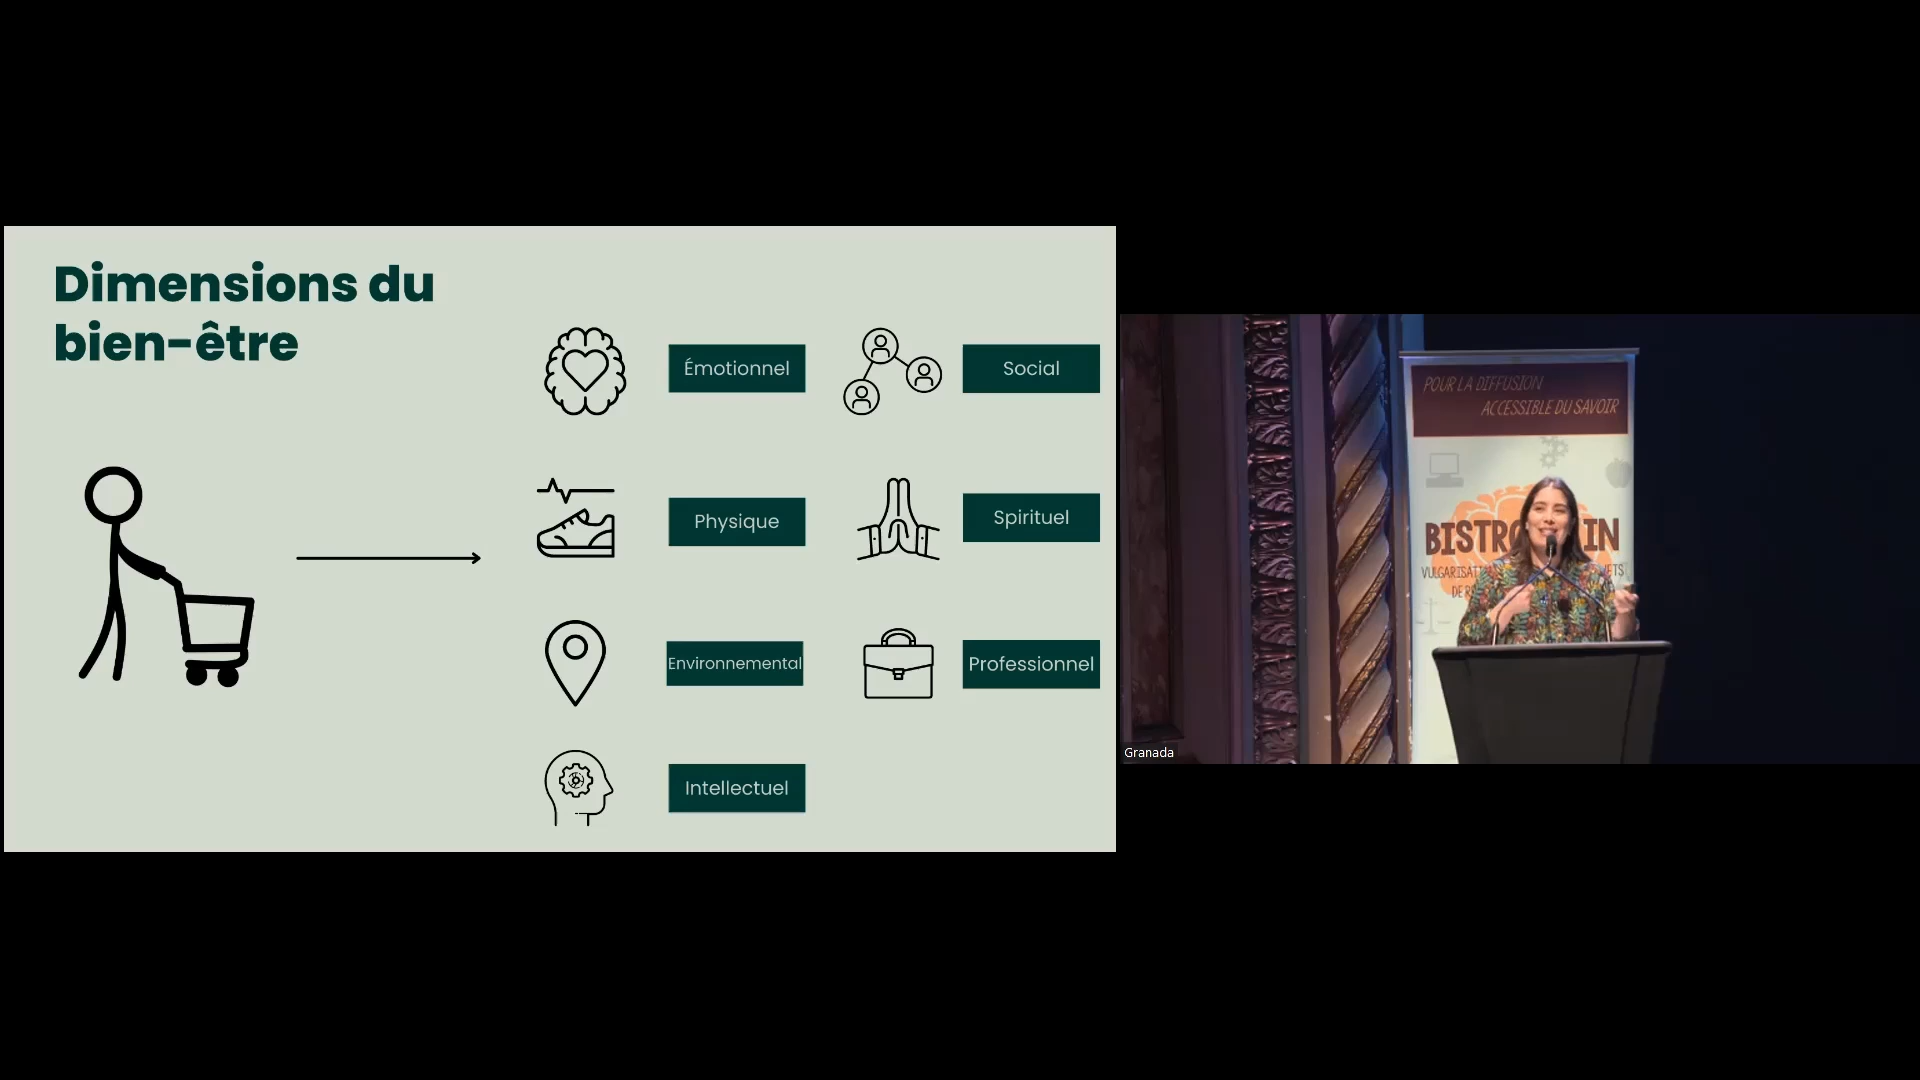 Dimensions du
bien-être
Émotionnel
Social
Physique
Spirituel
Environnemental
Professionnel
Intellectuel
POUR LA DIFFUSION
ACCESSIBLE DU SAVOIR
Granada